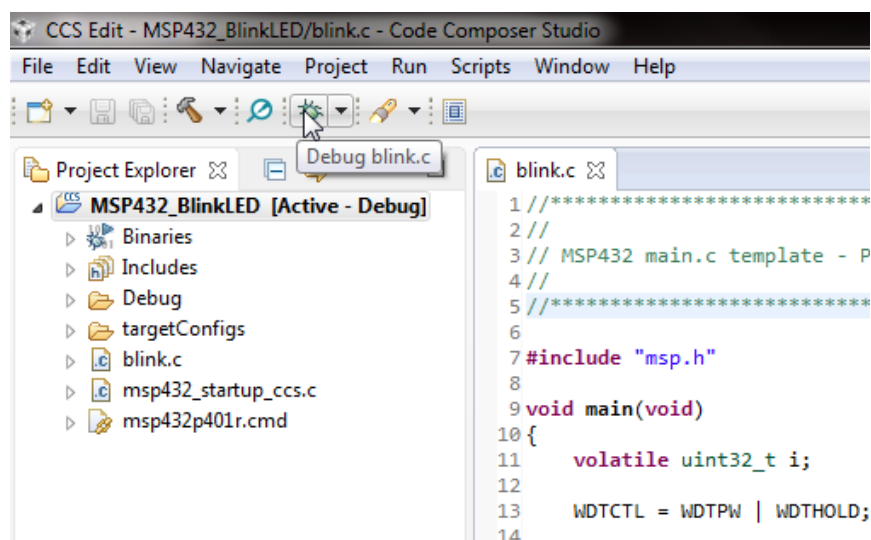 CCS Edit - MSP432_BlinkLED/blink.c - Code Composer Studio
File Edit View Navigate Project Run Scripts Window Help
Debug blink.c
Project Explorer
MSP432_BlinkLED [Active - Debug]
Binaries
Includes
Debug
targetConfigs
blink.c
msp432_startup_ccs.c
msp432p401r.cmd
blink.c
1 //***************************
2 //
3 // MSP432 main.c template - P
4 //
5 //***************************
6
7 #include "msp.h"
8
9 void main(void)
10 {
11     volatile uint32_t i;
12
13     WDTCTL = WDTPW | WDTHOLD;
14